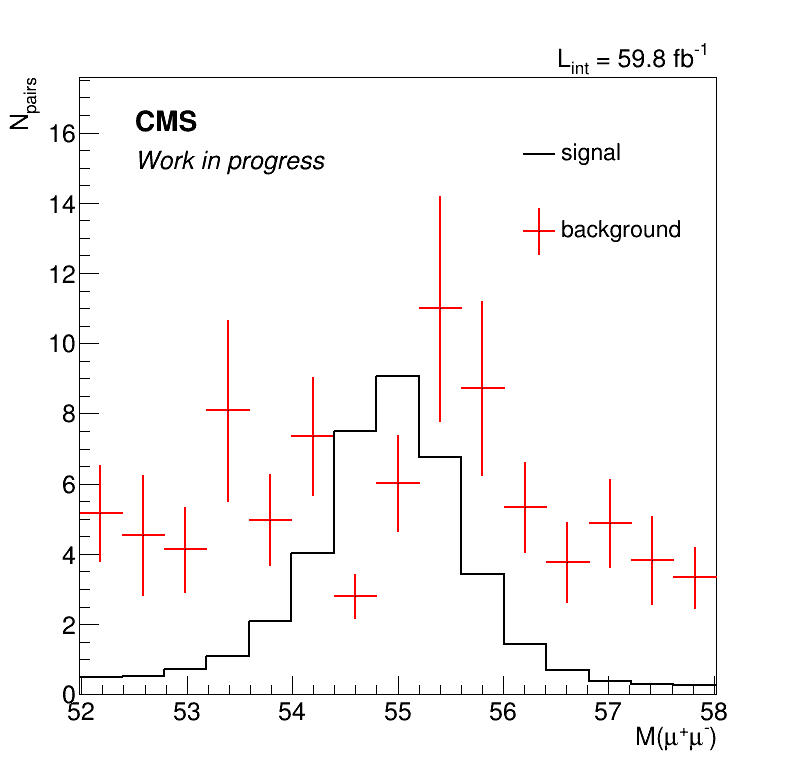 L_int = 59.8 fb^-1
N_pairs
CMS
Work in progress
signal
background
16
14
12
10
8
6
4
2
0
52 53 54 55 56 57 58
M(μ⁺μ⁻)